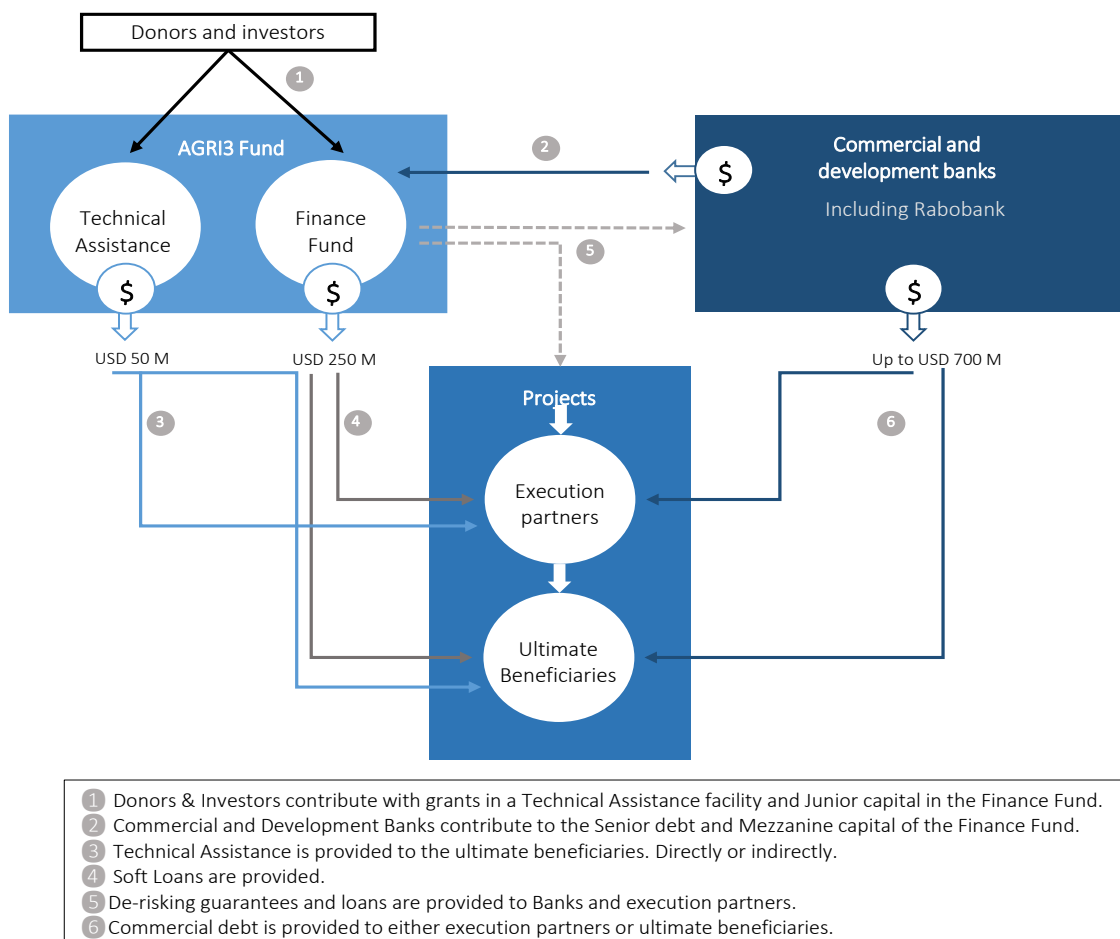 Donors and investors
1
AGRI3 Fund
2
Commercial and
development banks
$
Including Rabobank
Technical
Assistance
Finance
Fund
5
$
$
$
USD 50 M
USD 250 M
Up to USD 700 M
Projects
3
4
6
Execution
partners
Ultimate
Beneficiaries
1 Donors & Investors contribute with grants in a Technical Assistance facility and Junior capital in the Finance Fund.
2 Commercial and Development Banks contribute to the Senior debt and Mezzanine capital of the Finance Fund.
3 Technical Assistance is provided to the ultimate beneficiaries. Directly or indirectly.
4 Soft Loans are provided.
5 De-risking guarantees and loans are provided to Banks and execution partners.
6 Commercial debt is provided to either execution partners or ultimate beneficiaries.